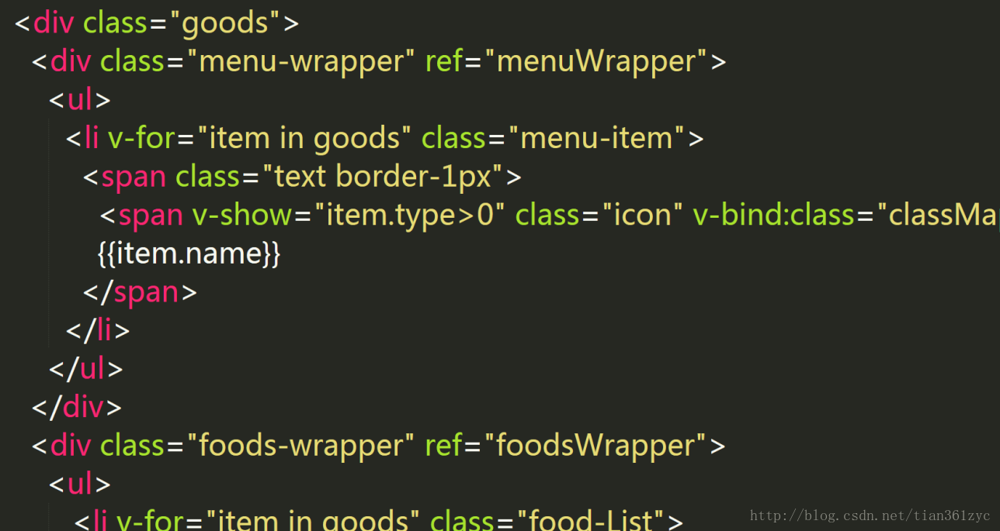 <div class="goods">
<div class="menu-wrapper" ref="menuWrapper">
<ul>
<li v-for="item in goods" class="menu-item">
<span class="text border-1px">
<span v-show="item.type>0" class="icon" v-bind:class="classMa
{{item.name}}
</span>
</li>
</ul>
</div>
<div class="foods-wrapper" ref="foodsWrapper">
<ul>
<li v-for="item in goods" class="food-List">
http://blog.csdn.net/tian361zyc